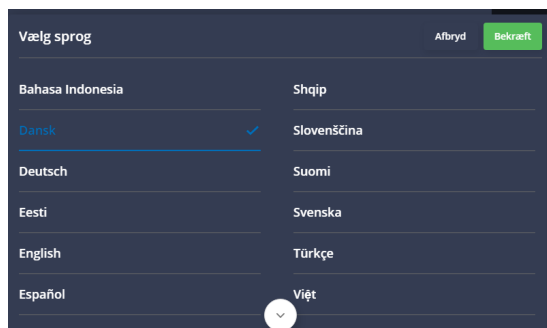 Vælg sprog
Afbryd
Bekræft
Bahasa Indonesia
Shqip
Dansk
Slovenščina
Deutsch
Suomi
Eesti
Svenska
English
Türkçe
Español
Việt